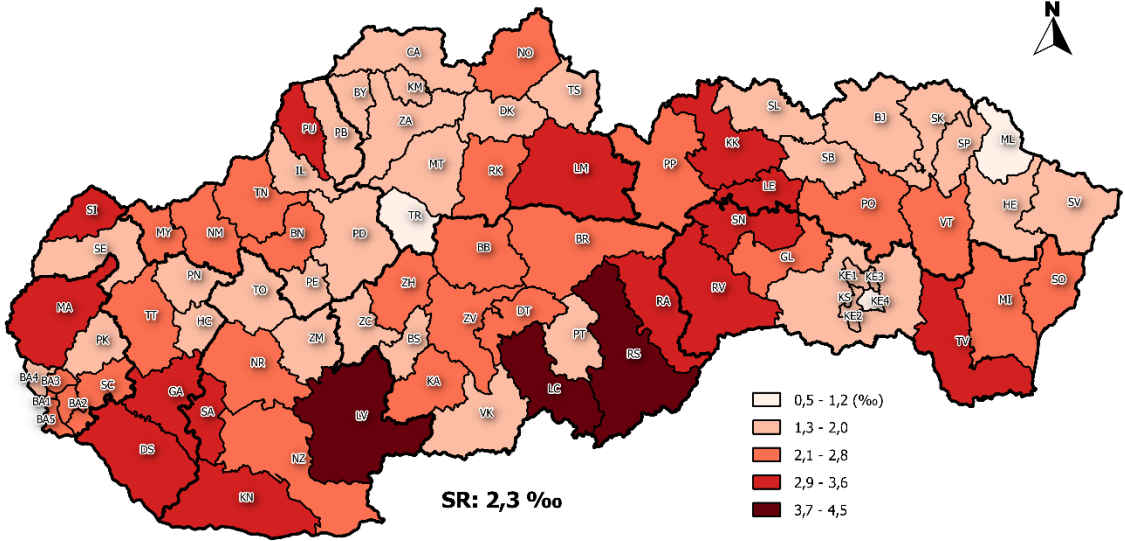 N
CA
NO
BY
KM
TS
DK
SL
BJ
SK
PU
PB
ZA
SP
ML
KK
SB
MT
IL
RK
LM
PP
LE
TN
HE
SV
SI
TR
PO
VT
SN
MY
NM
BN
PD
SE
BB
BR
GL
PN
PE
TO
ZH
KE1
KE3
SO
RV
RA
MA
KS
KE4
MI
TT
HC
ZC
ZV
DT
KE2
PK
ZM
BS
PT
TV
RS
BA4
BA3
SC
NR
KA
LC
GA
BA1
BA2
SA
LV
VK
BA5
DS
NZ
KN
0,5 - 1,2 (‰)
1,3 - 2,0
2,1 - 2,8
2,9 - 3,6
3,7 - 4,5
SR: 2,3 ‰